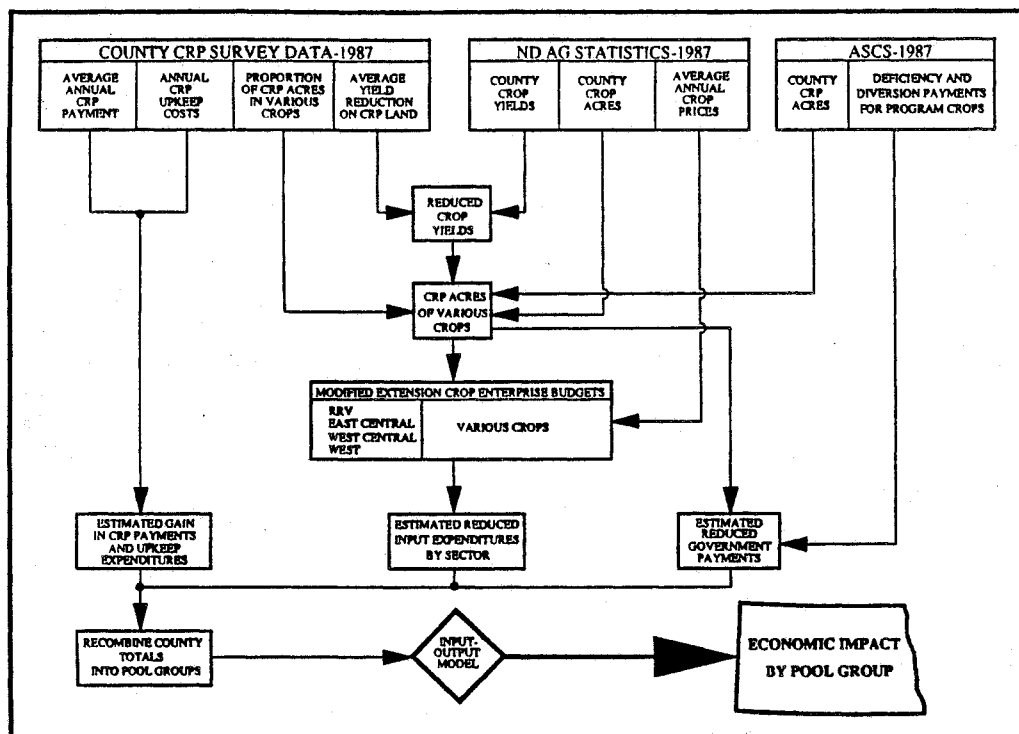 COUNTY CRP SURVEY DATA-1987
AVERAGE
ANNUAL
CRP
PAYMENT
ANNUAL
CRP
UPKEEP
COSTS
PROPORTION
OF CRP ACRES
IN VARIOUS
CROPS
AVERAGE
YIELD
REDUCTION
ON CRP LAND
ND AG STATISTICS-1987
COUNTY
CROP
YIELDS
COUNTY
CROP
ACRES
AVERAGE
ANNUAL
CROP
PRICES
ASCS-1987
COUNTY
CRP
ACRES
DEFICIENCY AND
DIVERSION PAYMENTS
FOR PROGRAM CROPS
REDUCED
CROP
YIELDS
CRP ACRES
OF VARIOUS
CROPS
MODIFIED EXTENSION CROP ENTERPRISE BUDGETS
RRV
EAST CENTRAL
WEST CENTRAL
WEST
VARIOUS CROPS
ESTIMATED GAIN
IN CRP PAYMENTS
AND UPKEEP
EXPENDITURES
ESTIMATED REDUCED
INPUT EXPENDITURES
BY SECTOR
ESTIMATED
REDUCED
GOVERNMENT
PAYMENTS
RECOMBINE COUNTY
TOTALS
INTO POOL GROUPS
INPUT-
OUTPUT
MODEL
ECONOMIC IMPACT
BY POOL GROUP